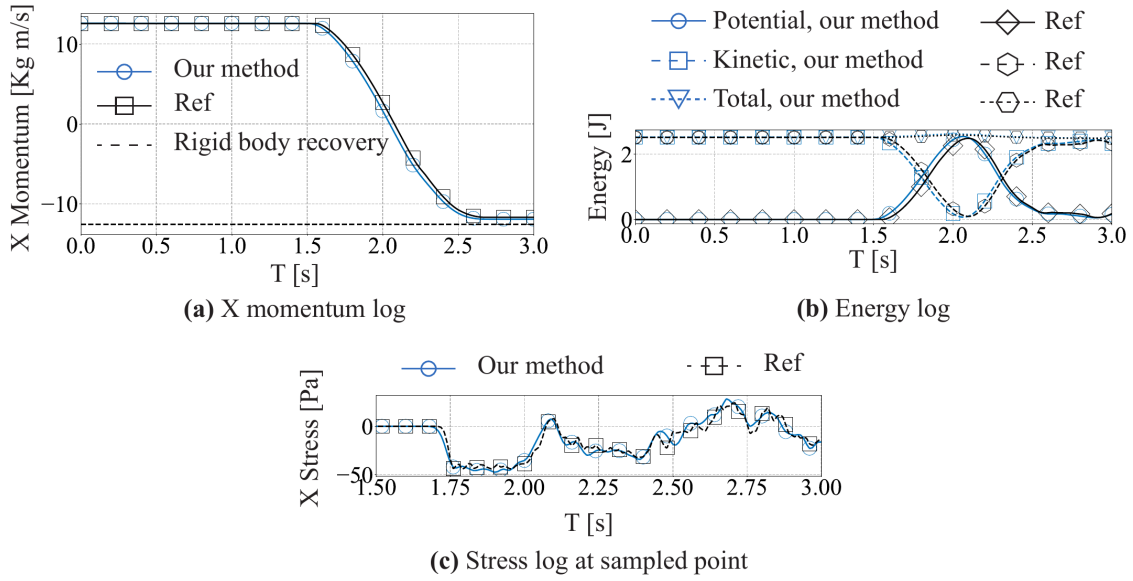 X Momentum [Kg m/s]
10
0
−10
Our method
Ref
Rigid body recovery
0.0 0.5 1.0 1.5 2.0 2.5 3.0
T [s]
(a) X momentum log
Potential, our method Ref
Kinetic, our method Ref
Total, our method Ref
Energy [J]
2
0
0.0 0.5 1.0 1.5 2.0 2.5 3.0
T [s]
(b) Energy log
Our method Ref
X Stress [Pa]
0
−50
1.50 1.75 2.00 2.25 2.50 2.75 3.00
T [s]
(c) Stress log at sampled point